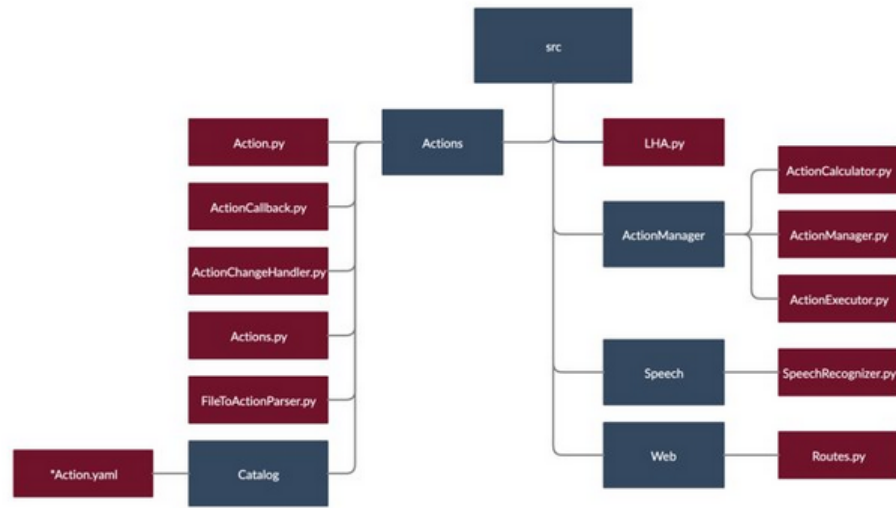 src
Actions
Action.py
ActionCallback.py
ActionChangeHandler.py
Actions.py
FileToActionParser.py
Catalog
*Action.yaml
LHA.py
ActionManager
ActionCalculator.py
ActionManager.py
ActionExecutor.py
Speech
SpeechRecognizer.py
Web
Routes.py